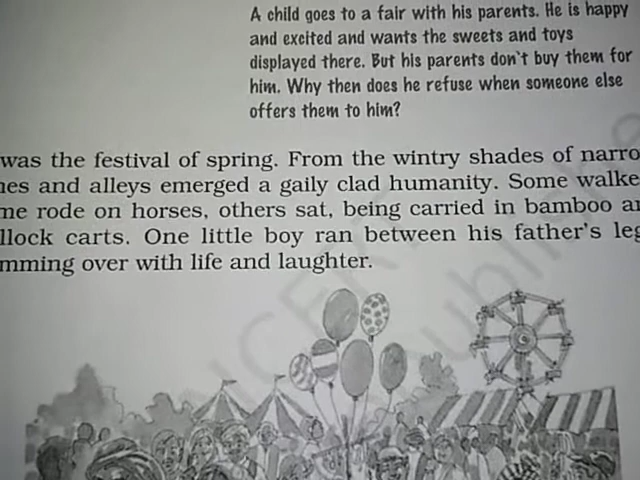 A child goes to a fair with his parents. He is happy
and excited and wants the sweets and toys
displayed there. But his parents don't buy them for
him. Why then does he refuse when someone else
offers them to him?
was the festival of spring. From the wintry shades of narro
nes and alleys emerged a gaily clad humanity. Some walke
me rode on horses, others sat, being carried in bamboo an
llock carts. One little boy ran between his father's leg
mming over with life and laughter.